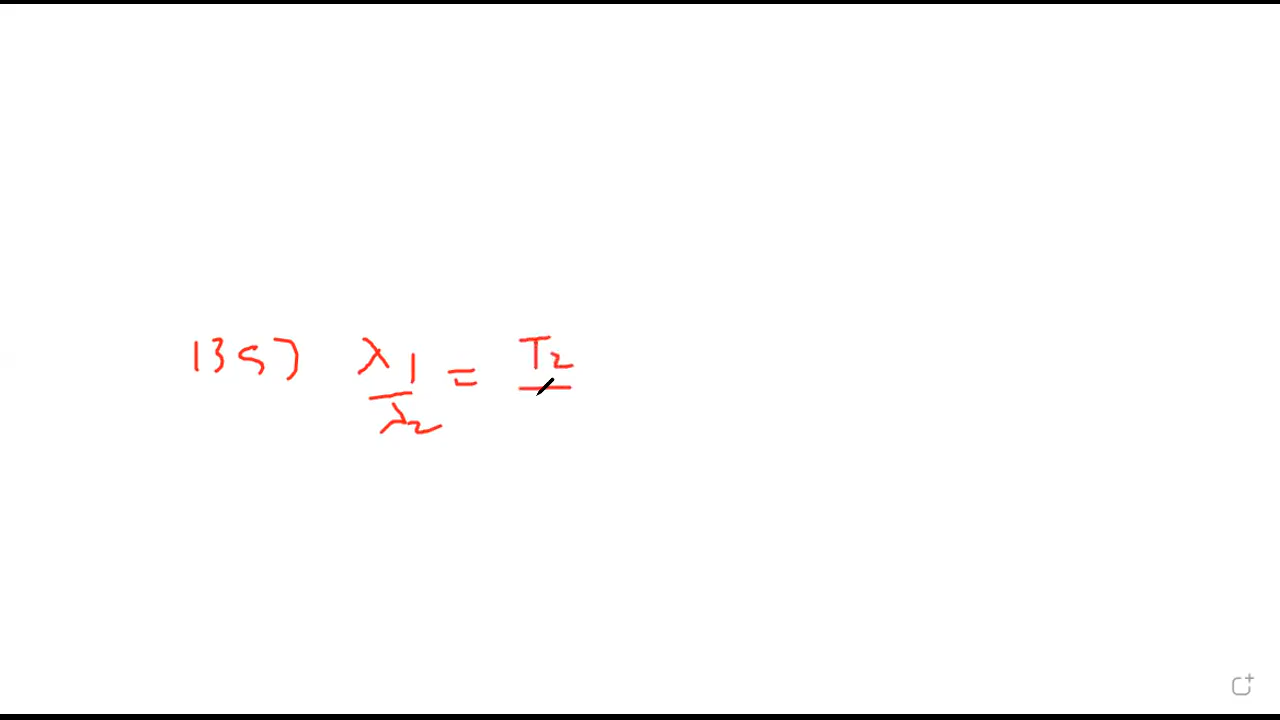 135) λ1/λ2 = T2/